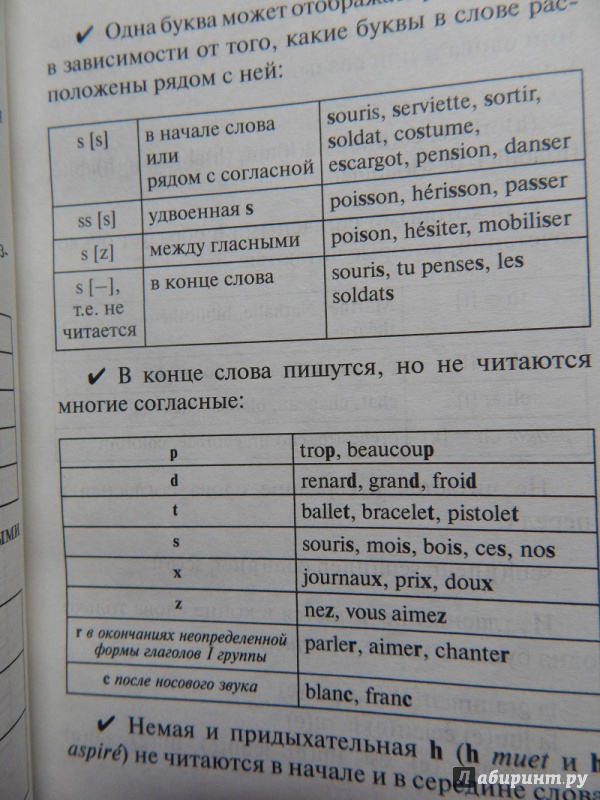 ✔ Одна буква может
в зависимости от того, какие буквы в слове рас-
положены рядом с ней:
s [s] в начале слова souris, serviette, sortir,
или soldat, costume,
рядом с согласной escargot, pension, danser
ss [s] удвоенная s poisson, hérisson, passer
s [z] между гласными poison, hésiter, mobiliser
s [—], в конце слова souris, tu penses, les
т.е. не soldats
читается
✔ В конце слова пишутся, но не читаются
многие согласные:
p trop, beaucoup
d renard, grand, froid
t ballet, bracelet, pistolet
s souris, mois, bois, ces, nos
x journaux, prix, doux
z nez, vous aimez
r в окончаниях неопределенной parler, aimer, chanter
формы глаголов I группы
c после носового звука blanc, franc
✔ Немая и придыхательная h (h muet и h
aspiré) не читаются в начале и в середине слова
Лабиринт.ру